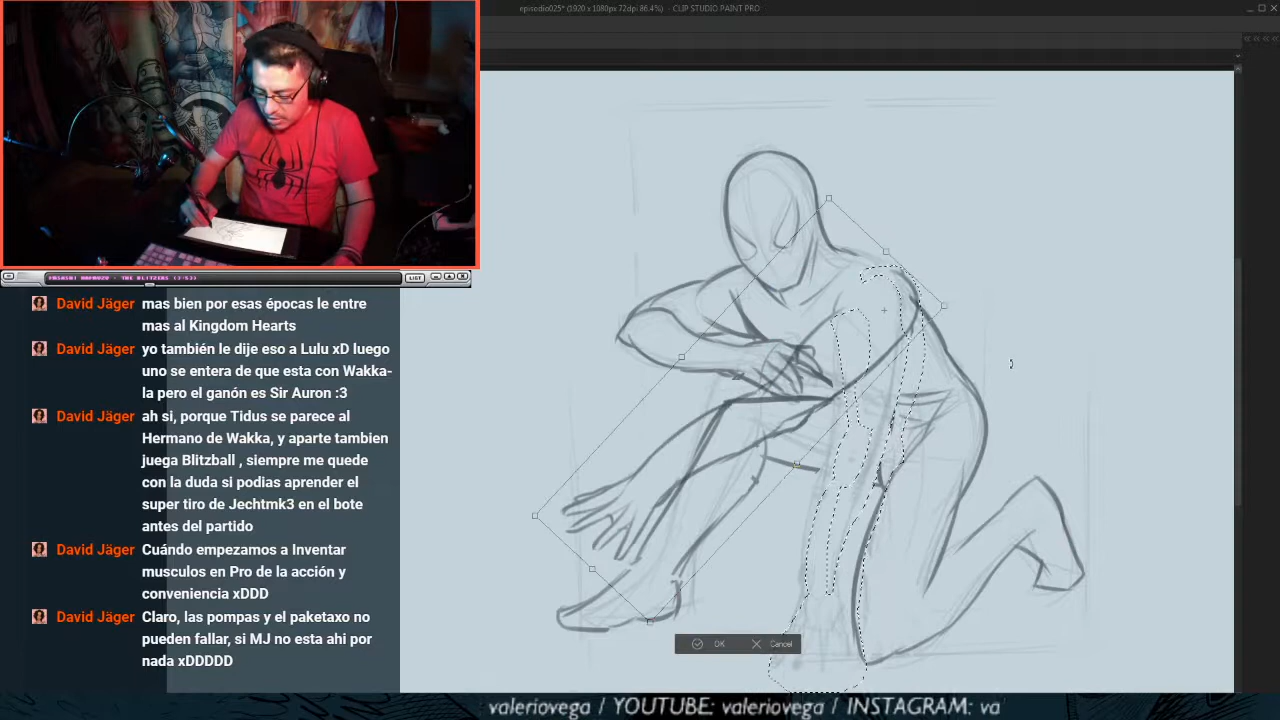 episedio025* (1920 x 1080px 72dpi 86.4%) - CLIP STUDIO PAINT PRO
LIST
David Jäger mas bien por esas épocas le entre
mas al Kingdom Hearts
David Jäger yo también le dije eso a Lulu xD luego
uno se entera de que esta con Wakka-
la pero el ganón es Sir Auron :3
David Jäger ah si, porque Tidus se parece al
Hermano de Wakka, y aparte tambien
juega Blitzball , siempre me quede
con la duda si podias aprender el
super tiro de Jechtmk3 en el bote
antes del partido
David Jäger Cuándo empezamos a Inventar
musculos en Pro de la acción y
conveniencia xDDD
David Jäger Claro, las pompas y el paketaxo no
pueden fallar, si MJ no esta ahi por
nada xDDDDD
OK Cancel
valeriovega / YOUTUBE: valeriovega / INSTAGRAM: va